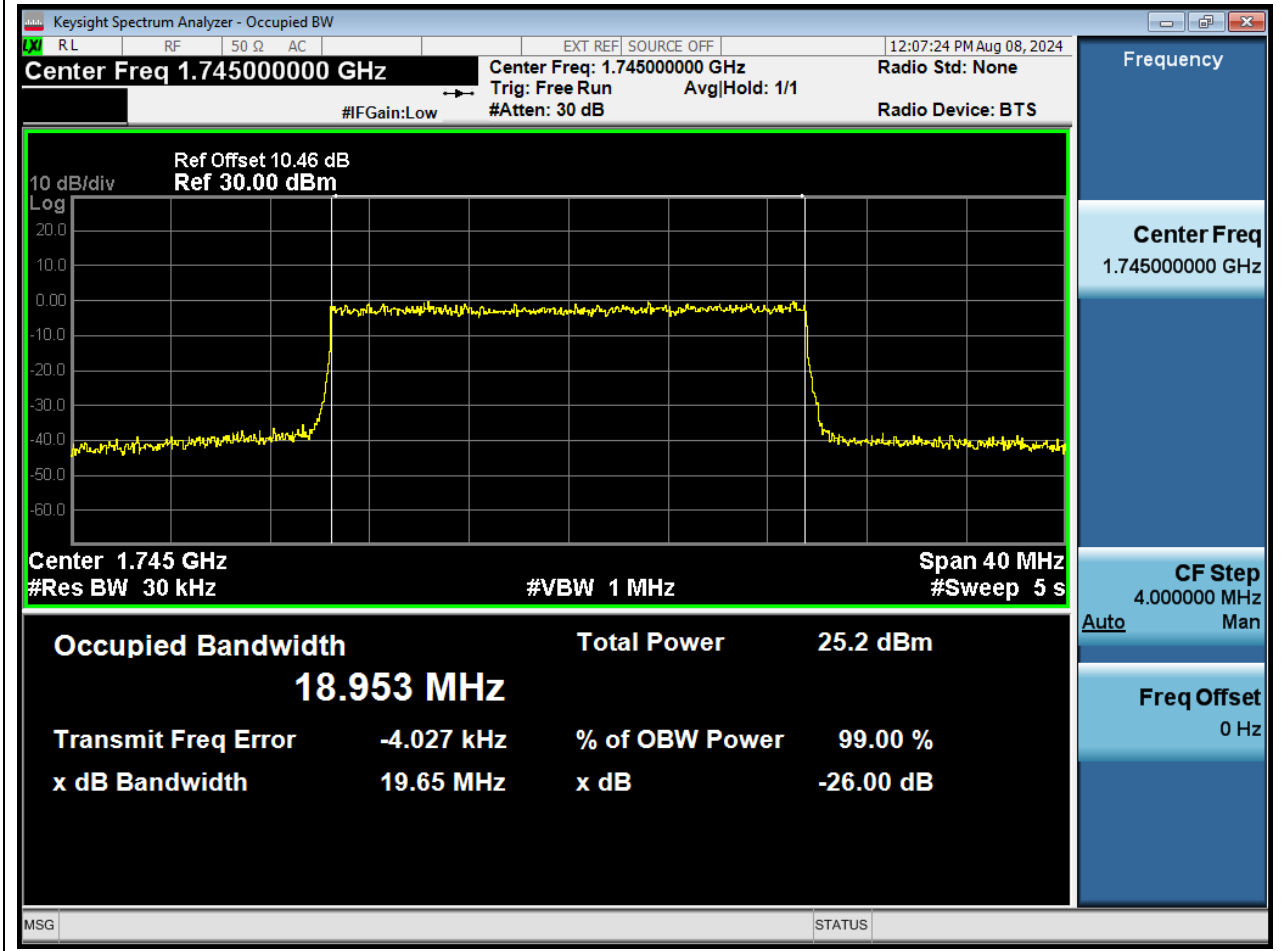 Keysight Spectrum Analyzer - Occupied BW
LXI RL RF 50 Ω AC EXT REF SOURCE OFF 12:07:24 PM Aug 08, 2024
Center Freq 1.745000000 GHz Center Freq: 1.745000000 GHz Radio Std: None
Trig: Free Run Avg|Hold: 1/1
#IFGain:Low #Atten: 30 dB Radio Device: BTS
Ref Offset 10.46 dB
10 dB/div Ref 30.00 dBm
Log
20.0
10.0
0.00
-10.0
-20.0
-30.0
-40.0
-50.0
-60.0
Center 1.745 GHz Span 40 MHz
#Res BW 30 kHz #VBW 1 MHz #Sweep 5 s
Occupied Bandwidth Total Power 25.2 dBm
18.953 MHz
Transmit Freq Error -4.027 kHz % of OBW Power 99.00 %
x dB Bandwidth 19.65 MHz x dB -26.00 dB
MSG STATUS
Frequency
Center Freq
1.745000000 GHz
CF Step
4.000000 MHz
Auto Man
Freq Offset
0 Hz